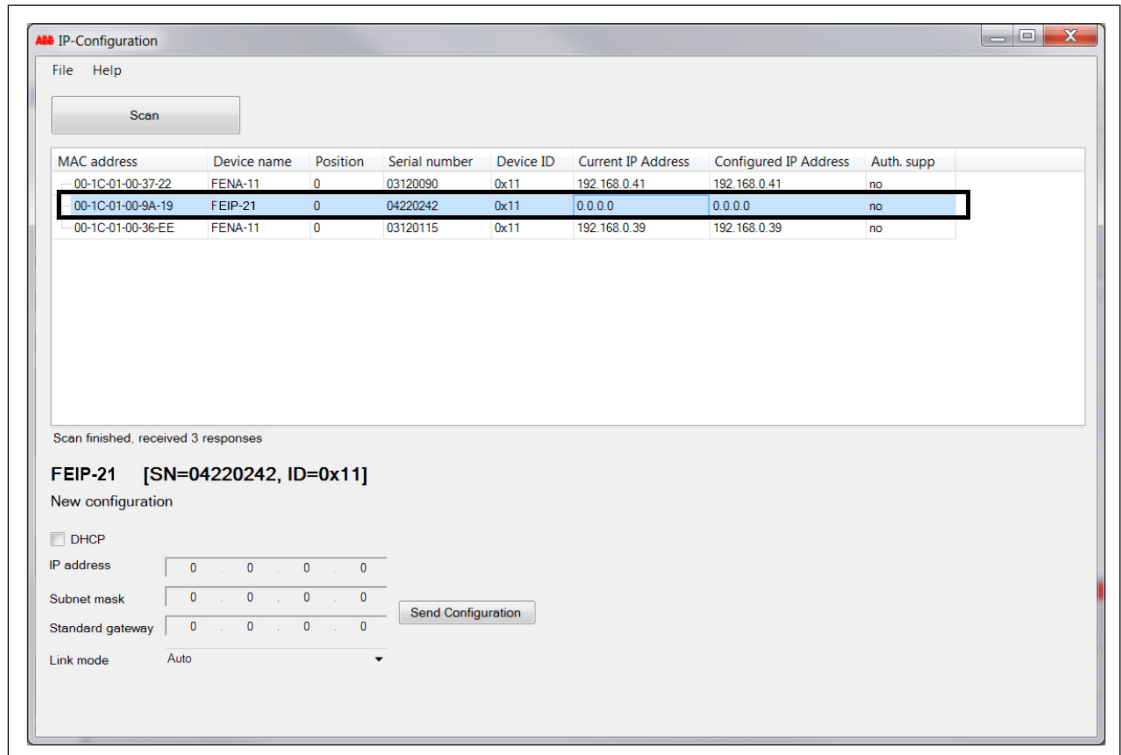 ABB IP-Configuration
File Help
Scan
MAC address Device name Position Serial number Device ID Current IP Address Configured IP Address Auth. supp
00-1C-01-00-37-22 FENA-11 0 03120090 0x11 192.168.0.41 192.168.0.41 no
00-1C-01-00-9A-19 FEIP-21 0 04220242 0x11 0.0.0.0 0.0.0.0 no
00-1C-01-00-36-EE FENA-11 0 03120115 0x11 192.168.0.39 192.168.0.39 no
Scan finished, received 3 responses
FEIP-21 [SN=04220242, ID=0x11]
New configuration
DHCP
IP address 0 . 0 . 0 . 0
Subnet mask 0 . 0 . 0 . 0
Send Configuration
Standard gateway 0 . 0 . 0 . 0
Link mode Auto